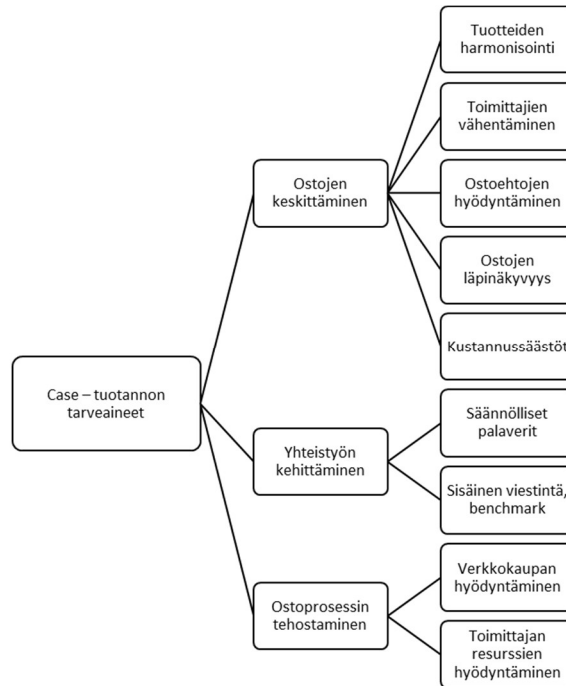 Case – tuotannon
tarveaineet
Ostojen
keskittäminen
Tuotteiden
harmonisointi
Toimittajien
vähentäminen
Ostoehtojen
hyödyntäminen
Ostojen
läpinäkyvyys
Kustannussäästöt
Yhteistyön
kehittäminen
Säännölliset
palaverit
Sisäinen viestintä,
benchmark
Ostoprosessin
tehostaminen
Verkkokaupan
hyödyntäminen
Toimittajan
resurssien
hyödyntäminen